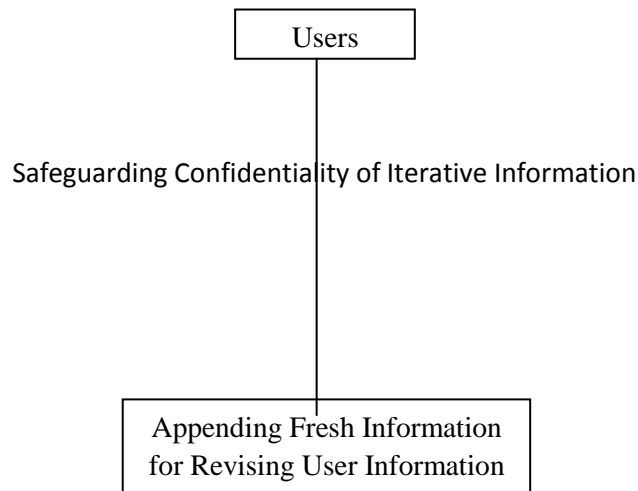 Users
Safeguarding Confidentiality of Iterative Information
Appending Fresh Information
for Revising User Information